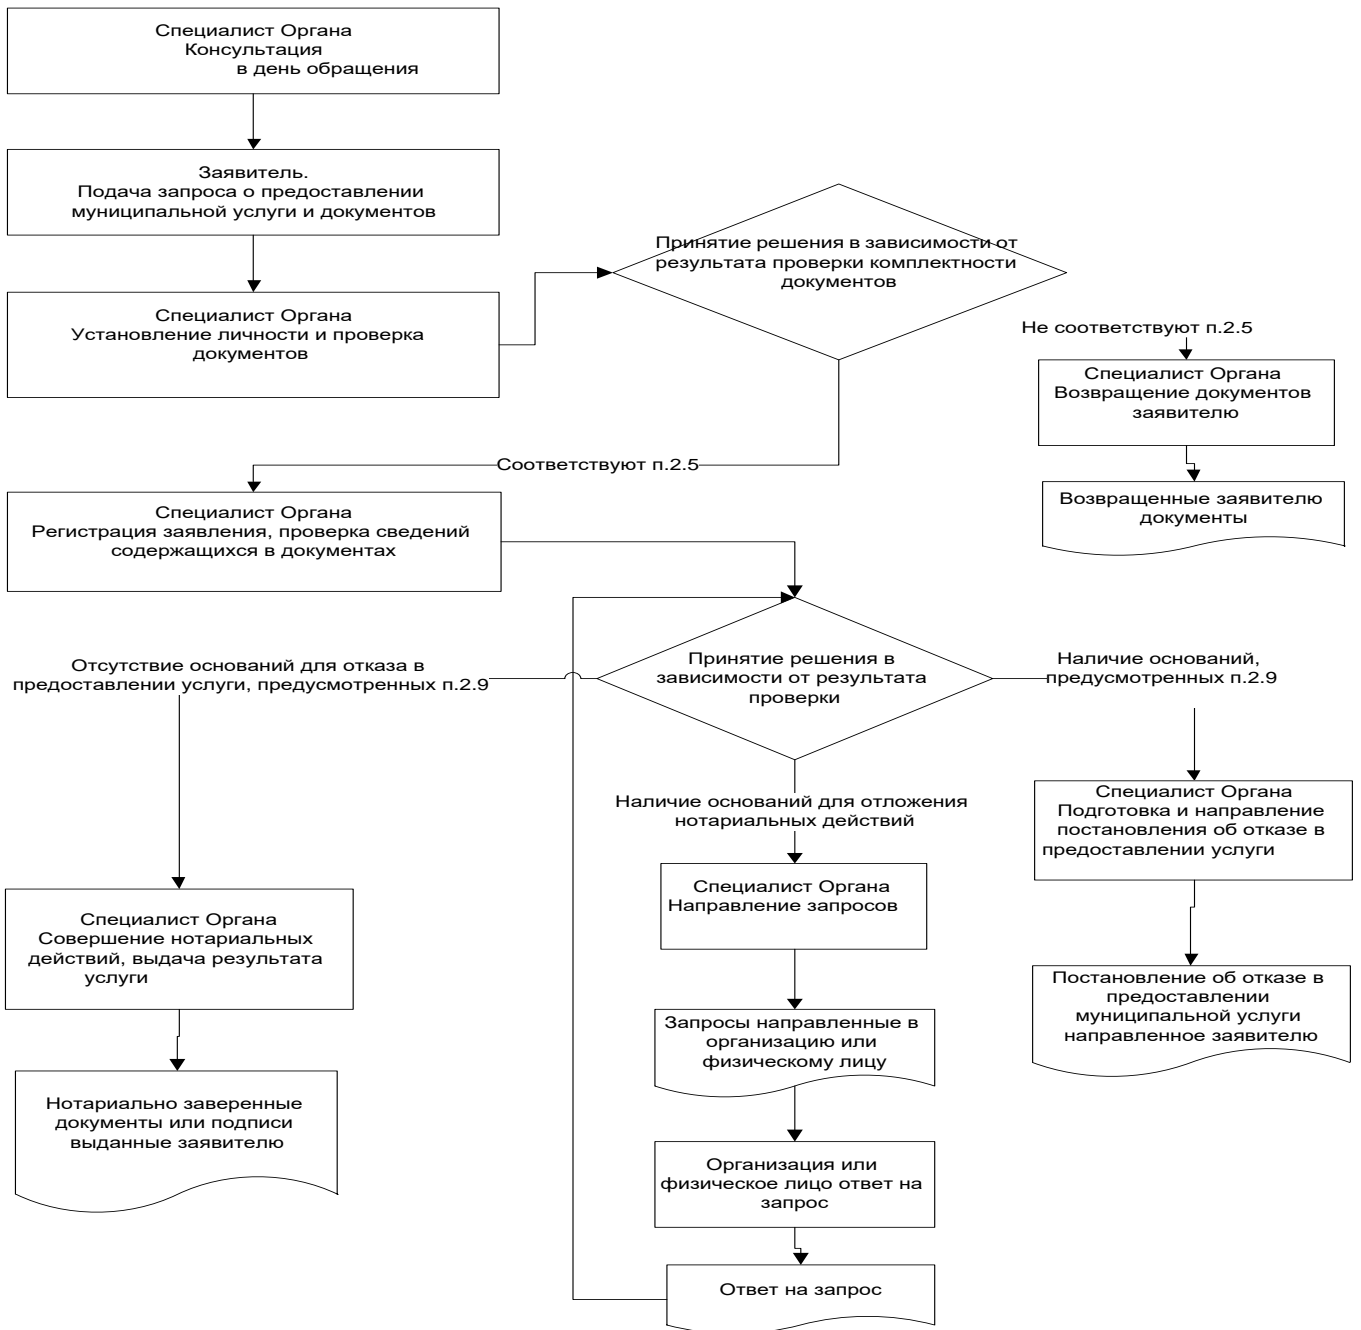 Специалист Органа
Консультация
в день обращения
Заявитель.
Подача запроса о предоставлении
муниципальной услуги и документов
Специалист Органа
Установление личности и проверка
документов
Принятие решения в зависимости от
результата проверки комплектности
документов
Не соответствуют п.2.5
Специалист Органа
Возвращение документов
заявителю
Возвращенные заявителю
документы
Соответствуют п.2.5
Специалист Органа
Регистрация заявления, проверка сведений
содержащихся в документах
Принятие решения в
зависимости от результата
проверки
Отсутствие оснований для отказа в
предоставлении услуги, предусмотренных п.2.9
Наличие оснований,
предусмотренных п.2.9
Наличие оснований для отложения
нотариальных действий
Специалист Органа
Подготовка и направление
постановления об отказе в
предоставлении услуги
Специалист Органа
Направление запросов
Специалист Органа
Совершение нотариальных
действий, выдача результата
услуги
Постановление об отказе в
предоставлении
муниципальной услуги
направленное заявителю
Запросы направленные в
организацию или
физическому лицу
Нотариально заверенные
документы или подписи
выданные заявителю
Организация или
физическое лицо ответ на
запрос
Ответ на запрос